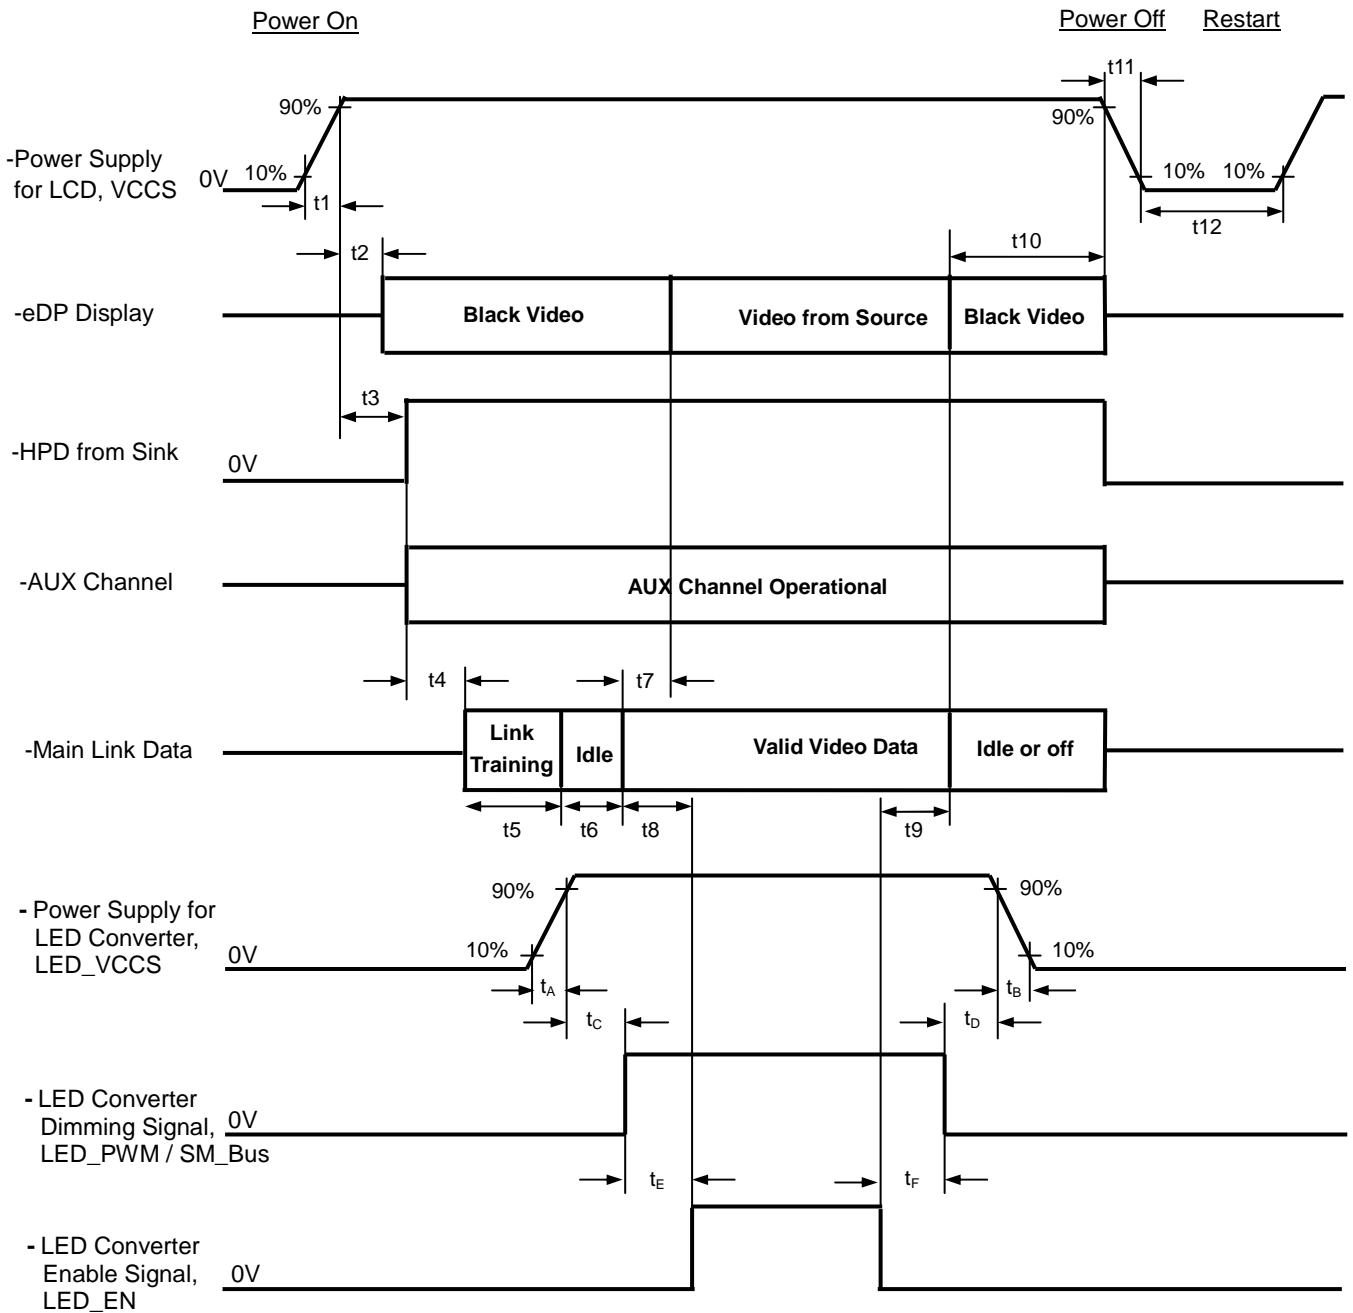 Power On
Power Off
Restart
t11
90%
90%
-Power Supply
for LCD, VCCS
0V
10%
10%
10%
t1
t12
t2
t10
-eDP Display
Black Video
Video from Source
Black Video
t3
-HPD from Sink
0V
-AUX Channel
AUX Channel Operational
t4
t7
-Main Link Data
Link
Training
Idle
Valid Video Data
Idle or off
t5
t6
t8
t9
90%
90%
- Power Supply for
LED Converter,
LED_VCCS
0V
10%
10%
tA
tB
tC
tD
- LED Converter
Dimming Signal,
LED_PWM / SM_Bus
0V
tE
tF
- LED Converter
Enable Signal,
LED_EN
0V